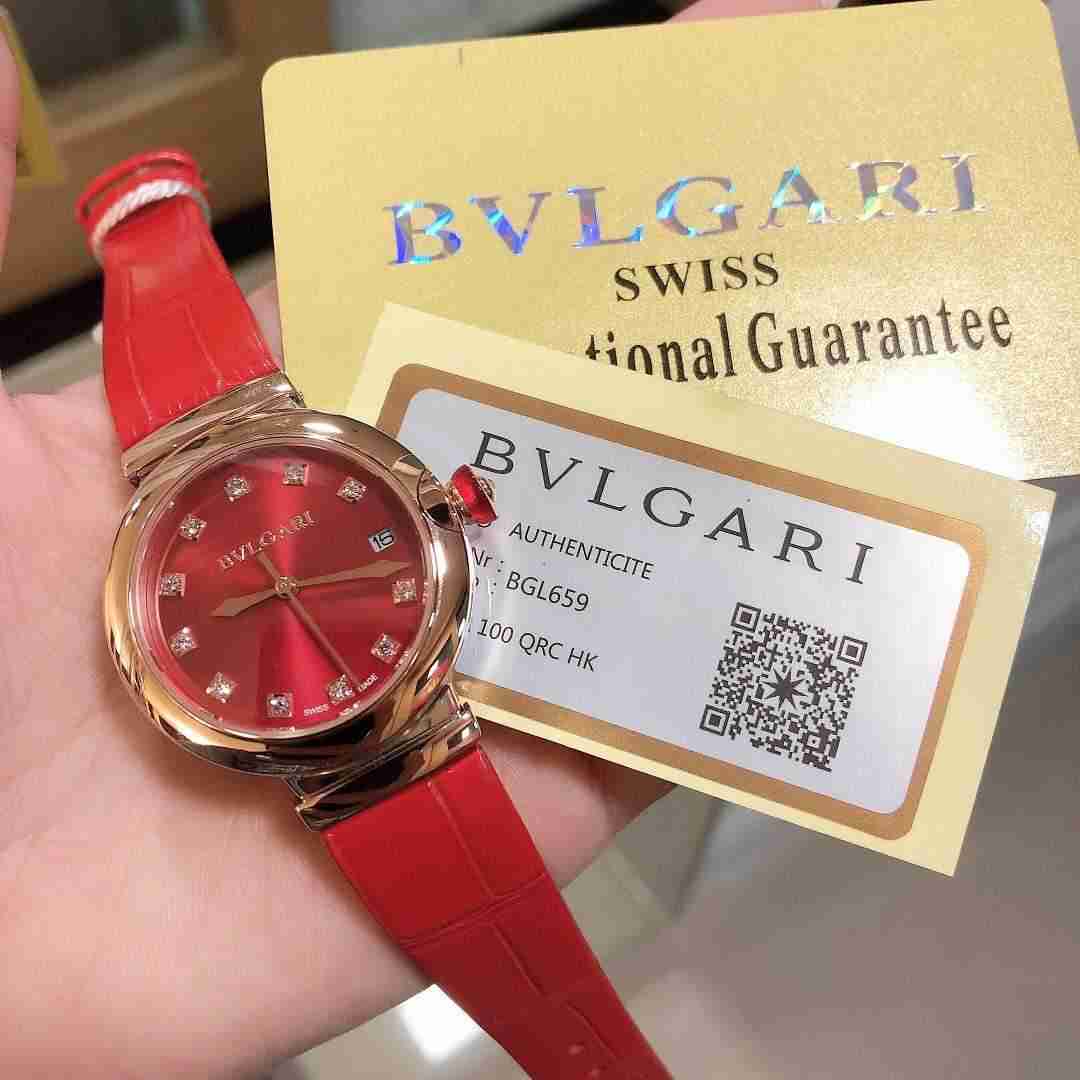 BVLGARI
SWISS
tional Guarantee
BVLGARI
AUTHENTICITE
Nr :
: BGL659
100 QRC HK
BVLGARI
15
SWISS MADE